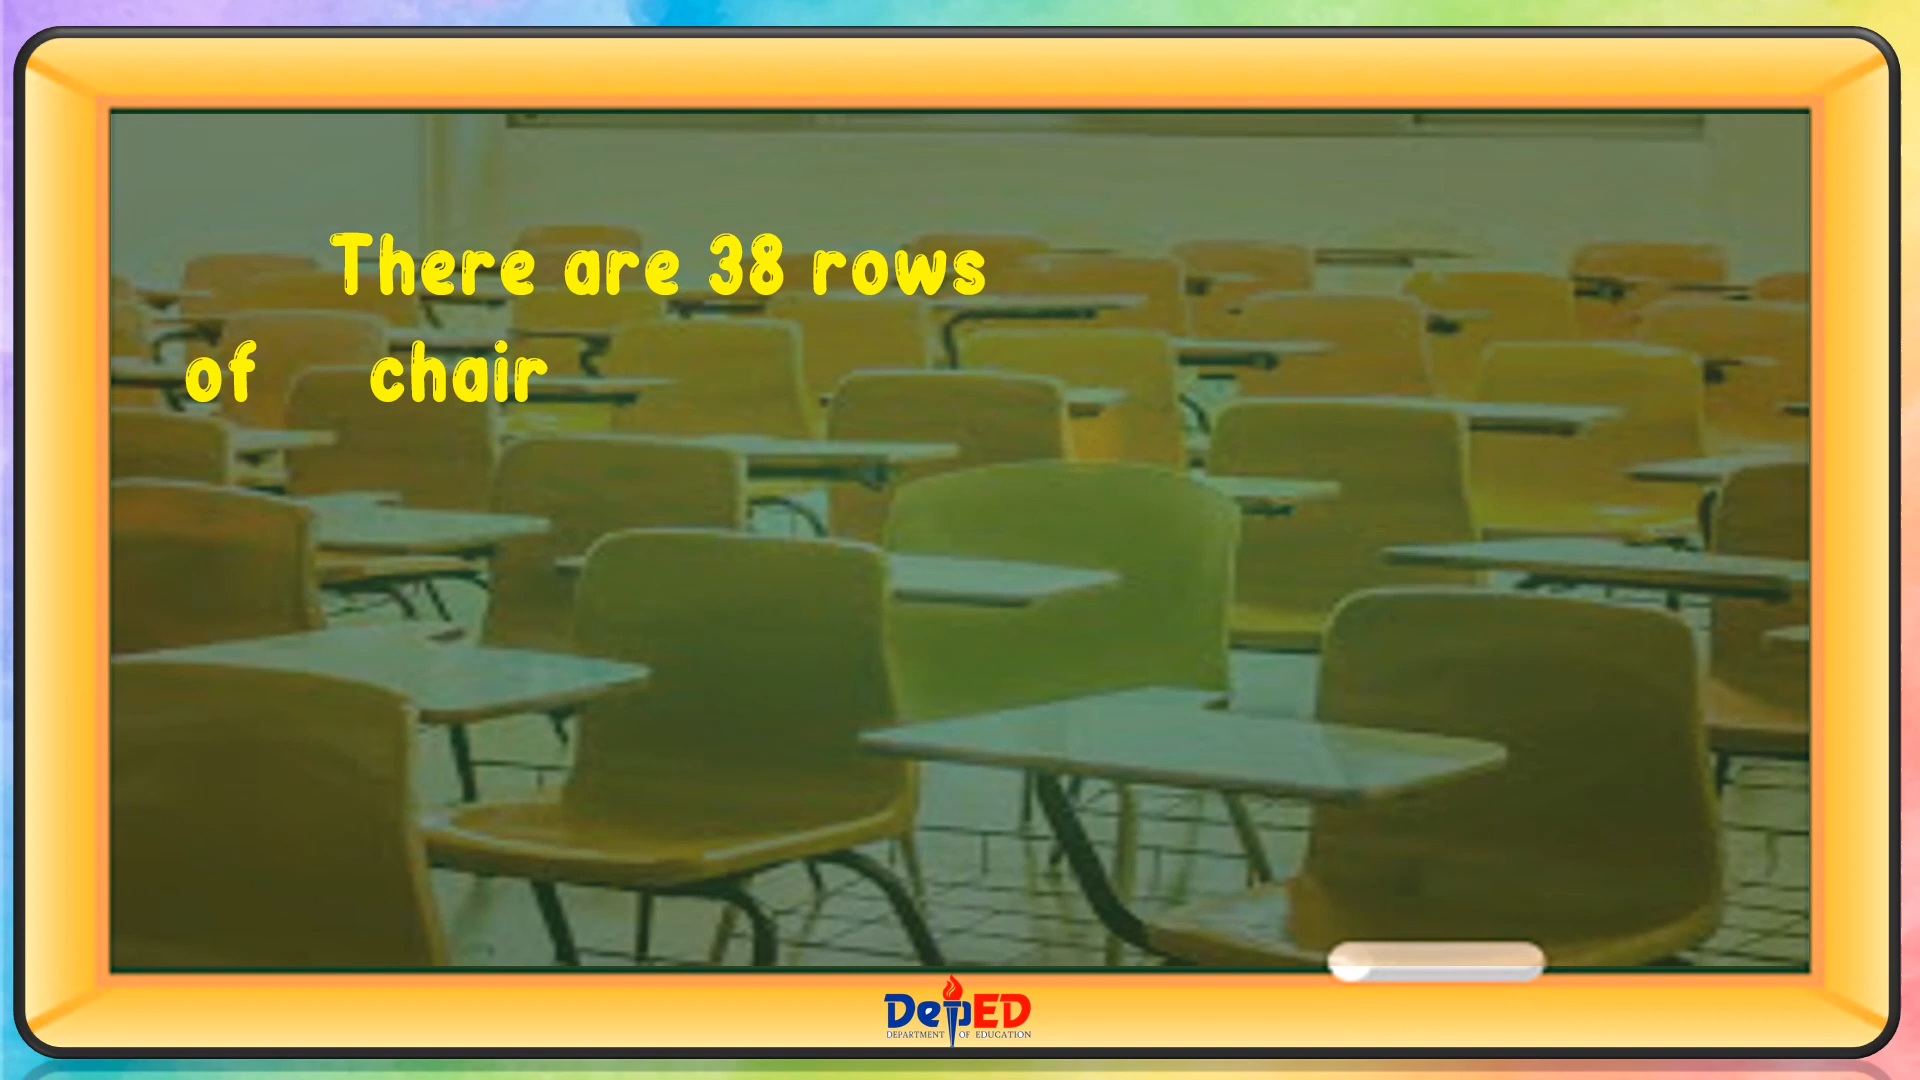 There are 38 rows
of chair
DepED
DEPARTMENT OF EDUCATION